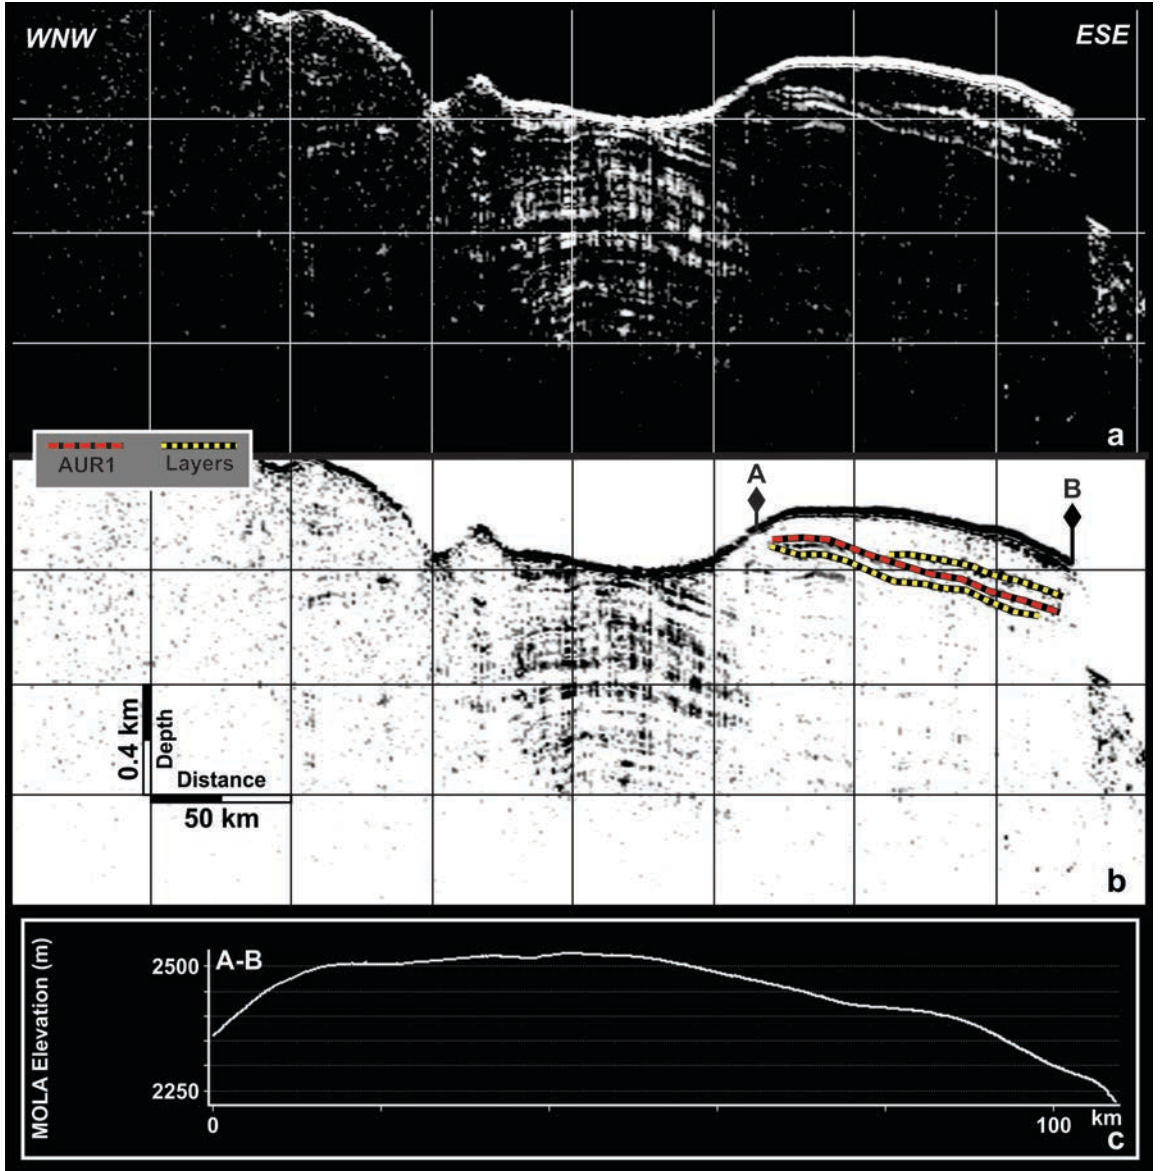 WNW
ESE
a
AUR1
Layers
A
B
0.4 km
Depth
Distance
50 km
b
MOLA Elevation (m)
A-B
2500
2250
0
100
km
c